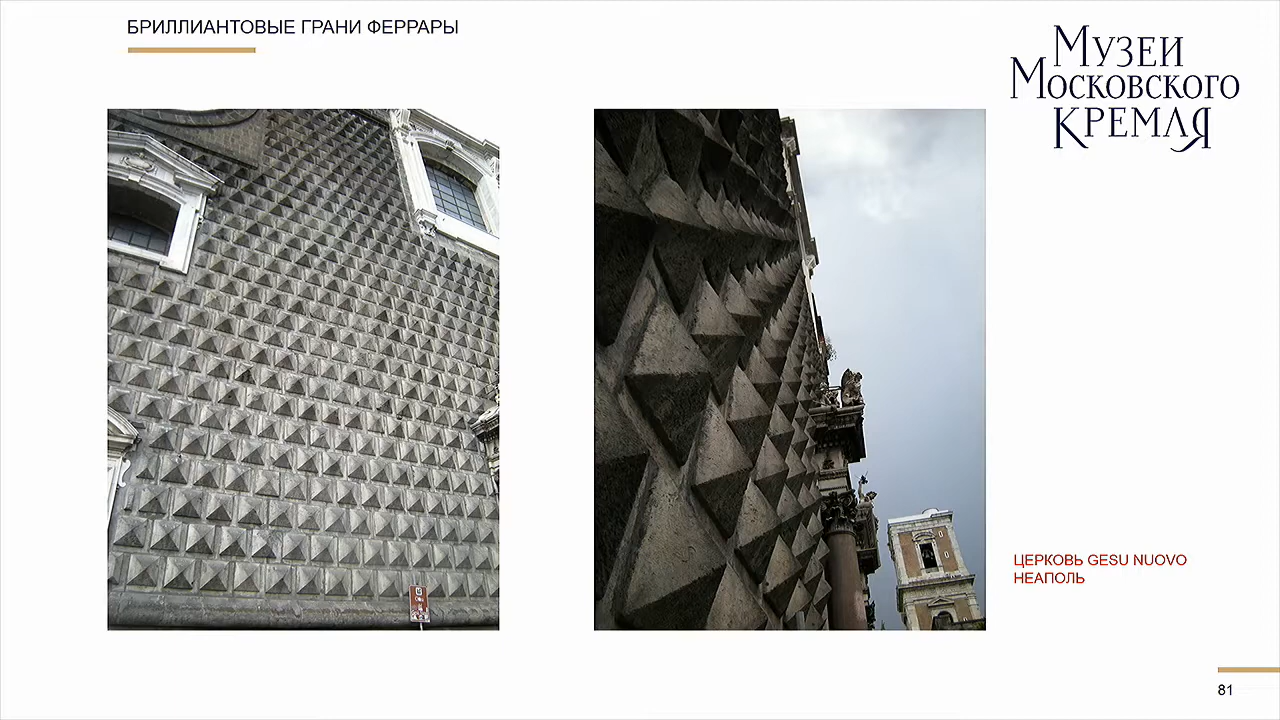 БРИЛЛИАНТОВЫЕ ГРАНИ ФЕРРАРЫ
Музеи
Московского
Кремля
ЦЕРКОВЬ GESU NUOVO
НЕАПОЛЬ
81